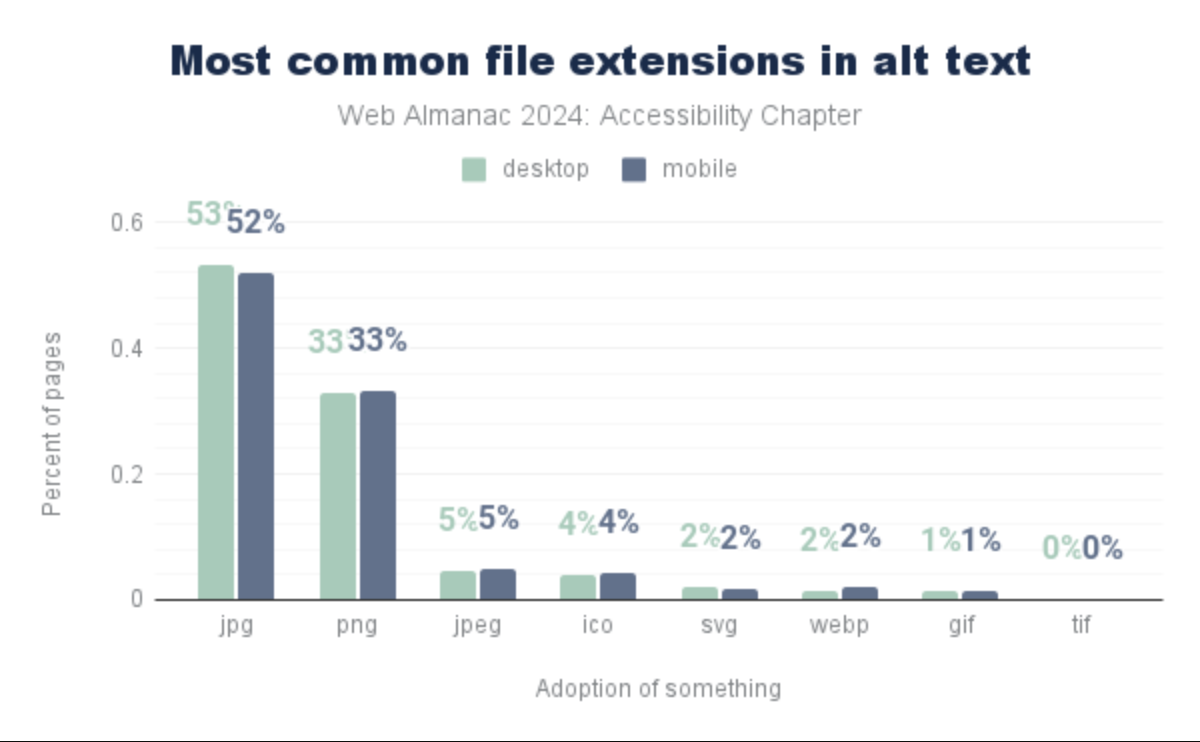 Most common file extensions in alt text
Web Almanac 2024: Accessibility Chapter
desktop mobile
53% 52%
0.6
33 33%
0.4
Percent of pages
0.2
5% 5% 4% 4% 2% 2% 2% 2% 1% 1% 0% 0%
0
jpg png jpeg ico svg webp gif tif
Adoption of something